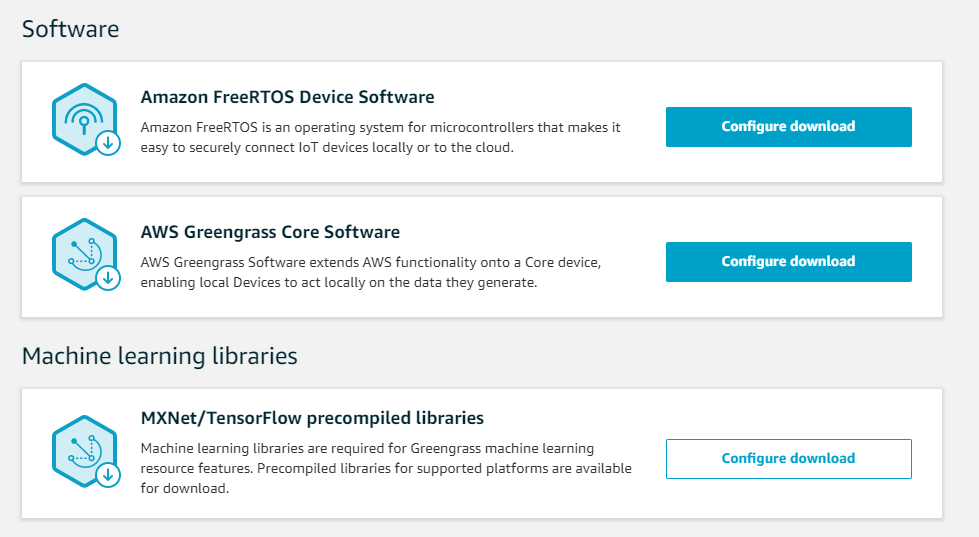 Software
Amazon FreeRTOS Device Software
Amazon FreeRTOS is an operating system for microcontrollers that makes it
easy to securely connect IoT devices locally or to the cloud.
Configure download
AWS Greengrass Core Software
AWS Greengrass Software extends AWS functionality onto a Core device,
enabling local Devices to act locally on the data they generate.
Configure download
Machine learning libraries
MXNet/TensorFlow precompiled libraries
Machine learning libraries are required for Greengrass machine learning
resource features. Precompiled libraries for supported platforms are available
for download.
Configure download